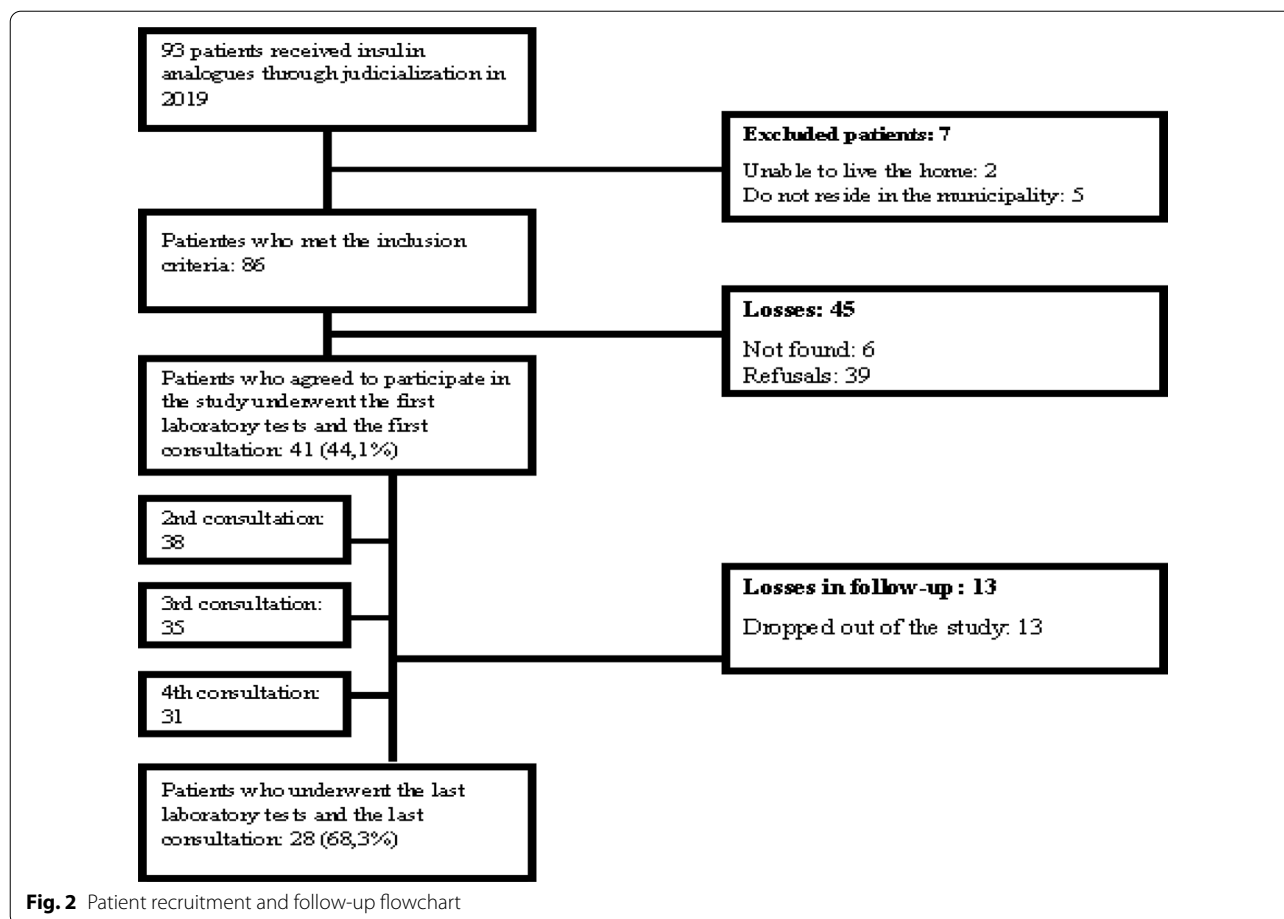 93 patients received insulin
analogues through judicialization in
2019
Excluded patients: 7
Unable to live the home: 2
Do not reside in the municipality: 5
Patientes who met the inclusion
criteria: 86
Losses: 45
Not found: 6
Refusals: 39
Patients who agreed to participate in
the study underwent the first
laboratory tests and the first
consultation: 41 (44,1%)
2nd consultation:
38
3rd consultation:
35
Losses in follow-up : 13
Dropped out of the study: 13
4th consultation:
31
Patients who underwent the last
laboratory tests and the last
consultation: 28 (68,3%)
Fig. 2 Patient recruitment and follow-up flowchart